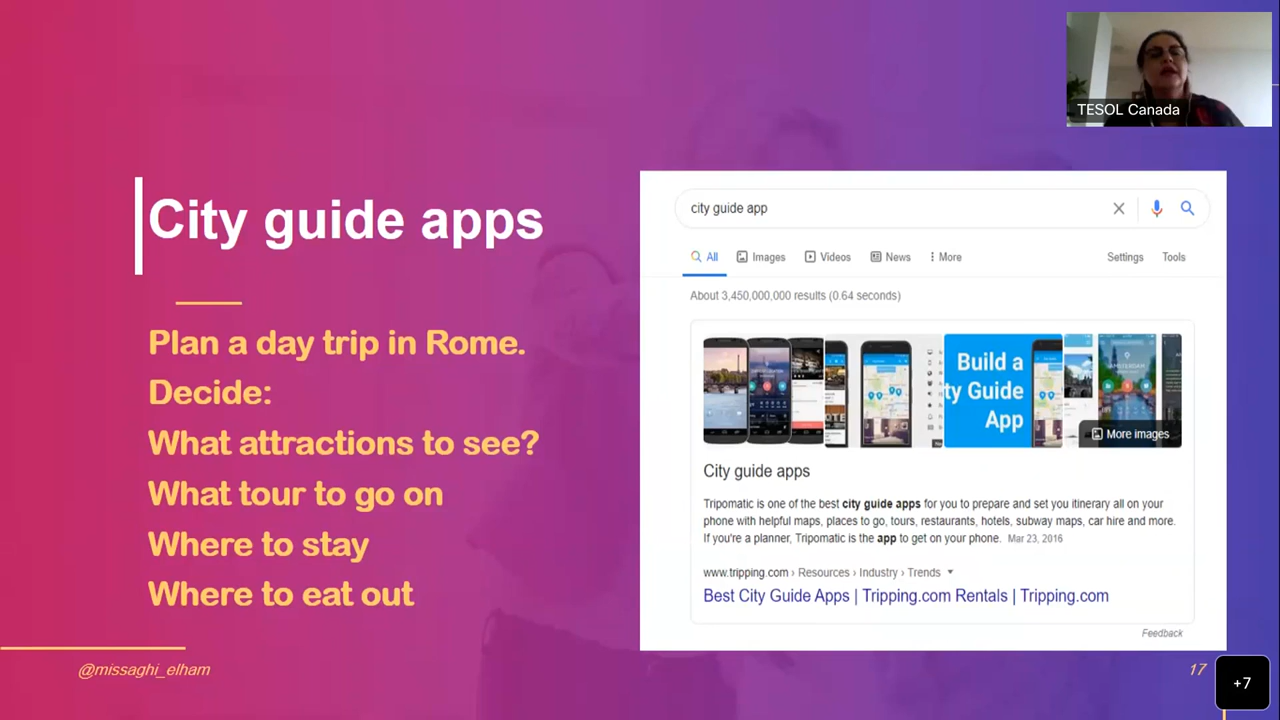 TESOL Canada
City guide apps
Plan a day trip in Rome.
Decide:
What attractions to see?
What tour to go on
Where to stay
Where to eat out
@missaghi_elham
city guide app
All Images Videos News More Settings Tools
About 3,450,000,000 results (0.64 seconds)
Build a
ty Guide
App
AMSTERDAM
More images
City guide apps
Tripomatic is one of the best city guide apps for you to prepare and set you itinerary all on your
phone with helpful maps, places to go, tours, restaurants, hotels, subway maps, car hire and more.
If you're a planner, Tripomatic is the app to get on your phone. Mar 23, 2016
www.tripping.com › Resources › Industry › Trends
Best City Guide Apps | Tripping.com Rentals | Tripping.com
Feedback
17
+7